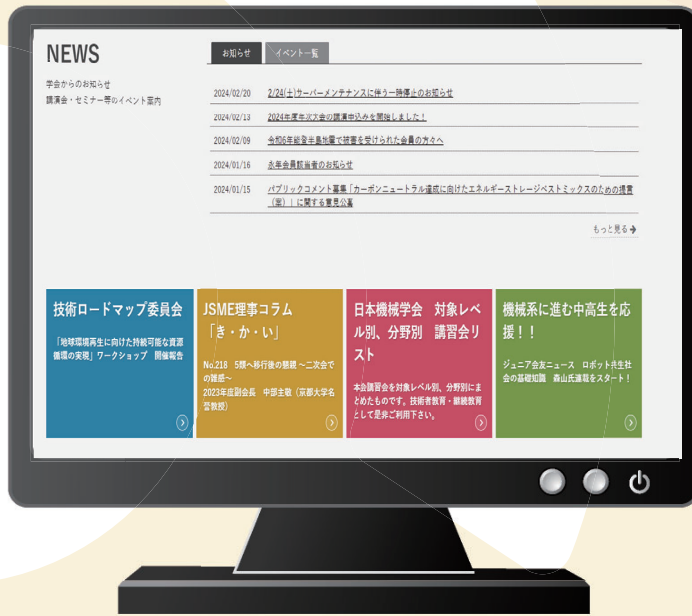 NEWS
学会からのお知らせ
講演会・セミナー等のイベント案内
お知らせ
イベント一覧
2024/02/20 2/24(土)サーバーメンテナンスに伴う一時停止のお知らせ
2024/02/13 2024年度年次大会の講演申込みを開始しました！
2024/02/09 令和6年能登半島地震で被害を受けられた会員の方々へ
2024/01/16 永年会員該当者のお知らせ
2024/01/15 パブリックコメント募集「カーボンニュートラル達成に向けたエネルギーストレージベストミックスのための提言
（案）」に関する意見公募
もっと見る
技術ロードマップ委員会
「地球環境再生に向けた持続可能な資源
循環の実現」ワークショップ 開催報告
JSME理事コラム
「き・か・い」
No.218 5類へ移行後の懇親 ～二次会で
の雑感～
2023年度副会長 中部主敬（京都大学名
誉教授）
日本機械学会 対象レベ
ル別、分野別 講習会リ
スト
本会講習会を対象レベル別、分野別にま
とめたものです。技術者教育・継続教育
として是非ご利用下さい。
機械系に進む中高生を応
援！！
ジュニア会友ニュース ロボット共生社
会の基礎知識 森山氏連載をスタート！